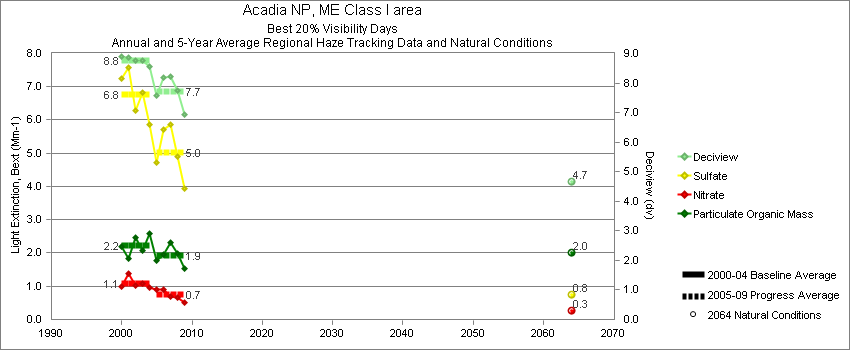 Acadia NP, ME Class I area
Best 20% Visibility Days
Annual and 5-Year Average Regional Haze Tracking Data and Natural Conditions
Light Extinction, Bext (Mm-1)
8.0
7.0
6.0
5.0
4.0
3.0
2.0
1.0
0.0
8.8
6.8
2.2
1.1
7.7
5.0
1.9
0.7
4.7
2.0
0.8
0.3
9.0
8.0
7.0
6.0
5.0
4.0
3.0
2.0
1.0
0.0
Deciview (dv)
1990 2000 2010 2020 2030 2040 2050 2060 2070
Deciview
Sulfate
Nitrate
Particulate Organic Mass
2000-04 Baseline Average
2005-09 Progress Average
2064 Natural Conditions